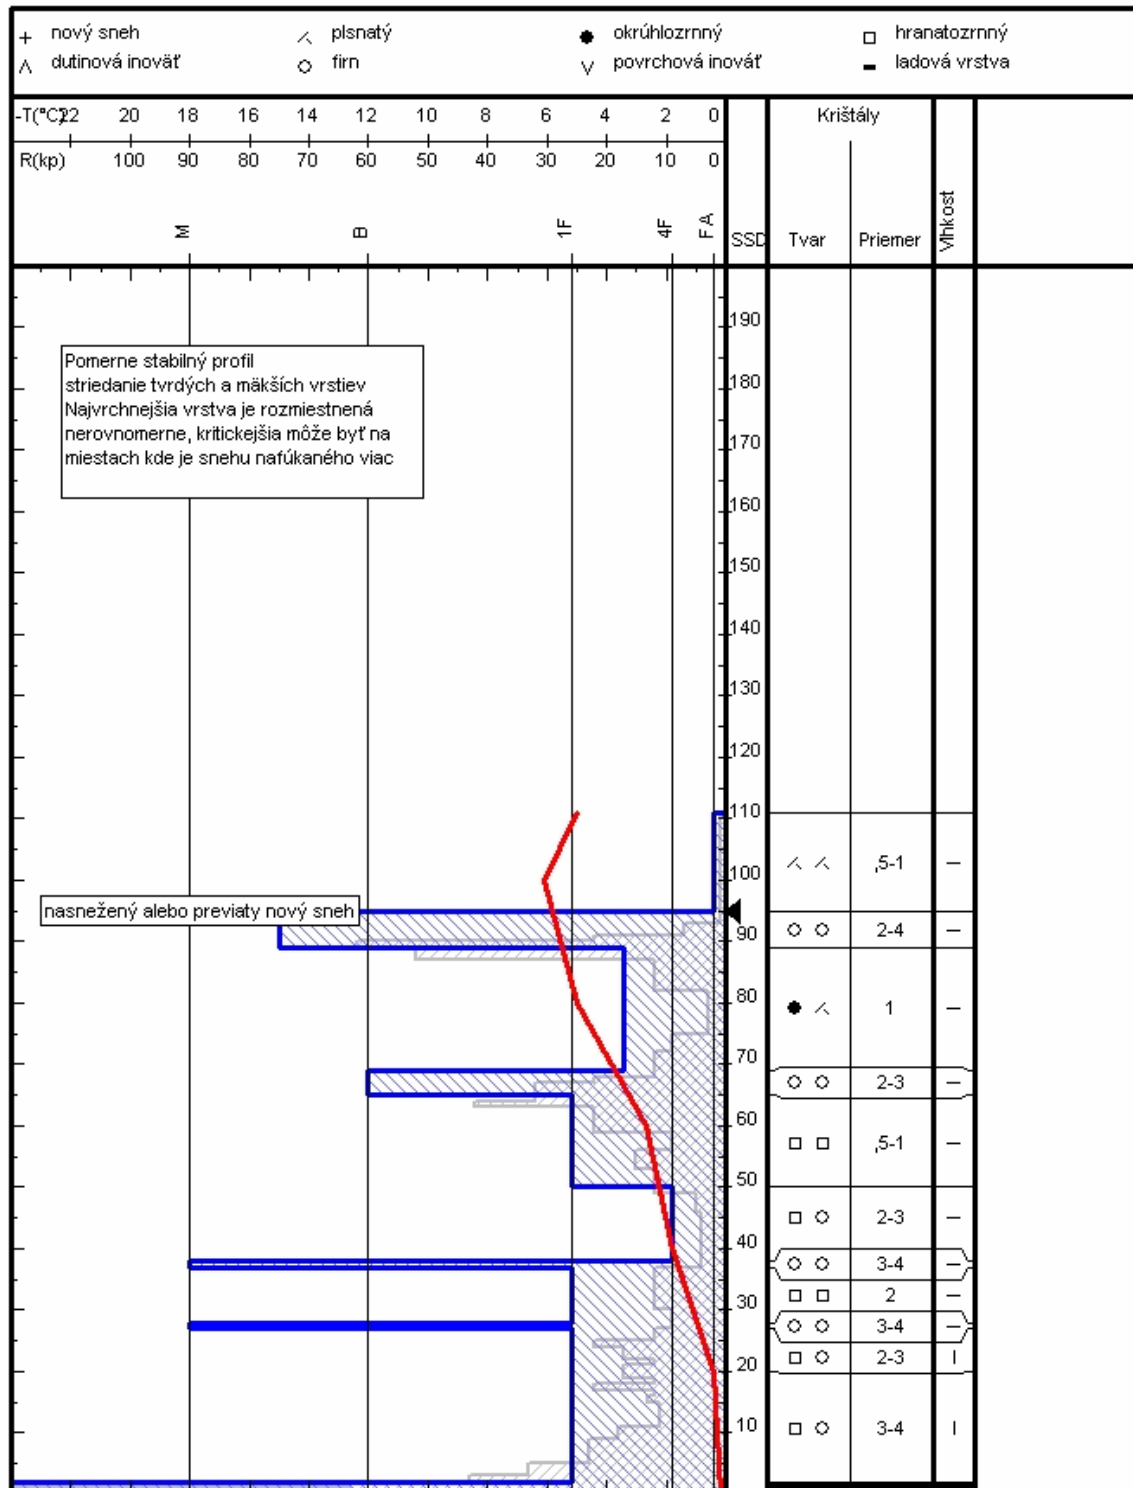 + nový sneh plsnatý okrúhlozrnný hranatozrnný
dutinová inoväť firn povrchová inováť ladová vrstva
-T(°C) 22 20 18 16 14 12 10 8 6 4 2 0 Krištály
R(kp) 100 90 80 70 60 50 40 30 20 10 0
M B 1F 4F F A SSD Tvar Priemer Vlhkost
190
Pomerne stabilný profil
striedanie tvrdých a mäkších vrstiev
Najvrchnejšia vrstva je rozmiestnená
nerovnomerne, kritickejšia môže byť na
miestach kde je snehu nafúkaného viac
180
170
160
150
140
130
120
110
100 ,5-1 –
nasnežený alebo previaty nový sneh
90 2-4 –
80 1 –
70 2-3 –
60 ,5-1 –
50 2-3 –
40 3-4 –
30 2 –
3-4 –
20 2-3 I
10 3-4 I